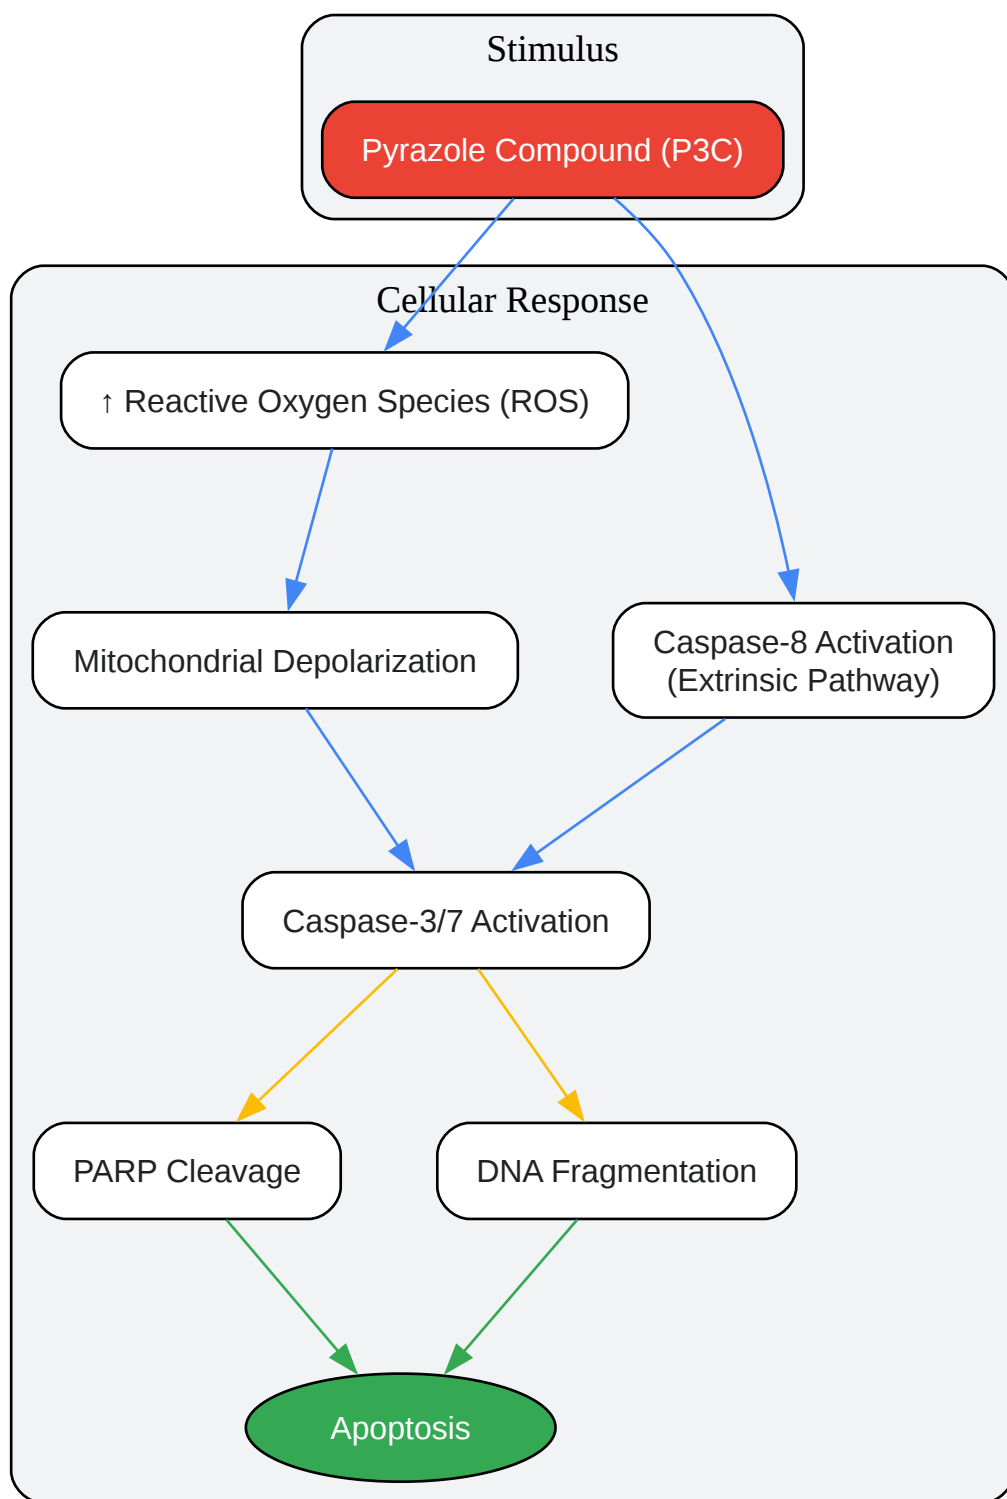 Stimulus
Pyrazole Compound (P3C)
Cellular Response
↑ Reactive Oxygen Species (ROS)
Mitochondrial Depolarization
Caspase-8 Activation
(Extrinsic Pathway)
Caspase-3/7 Activation
PARP Cleavage
DNA Fragmentation
Apoptosis